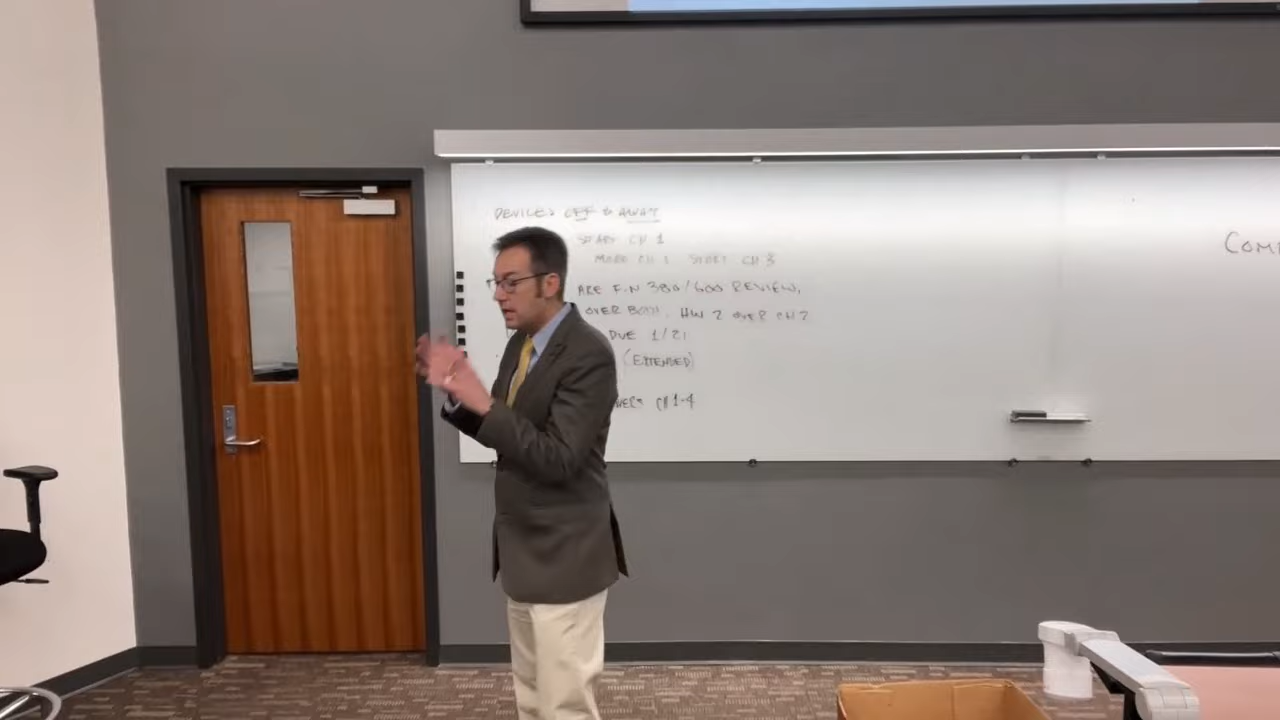 DEVICES OFF & AWAY
START CH 1
MORE CH 1 START CH 3
ARE FIN 380/600 REVIEW,
OVER BOTH, HW 2 OVER CH 2
DUE 1/21
(EXTENDED)
CH 1-4
COM